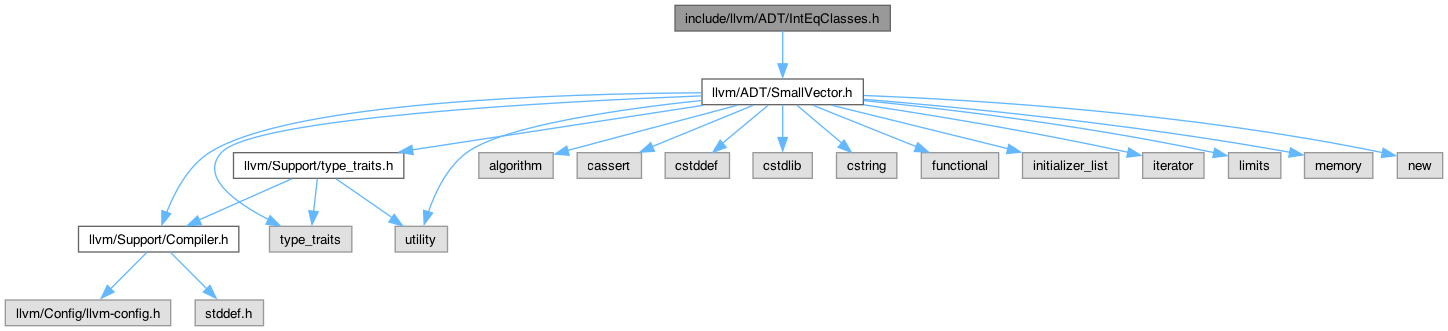 include/llvm/ADT/IntEqClasses.h
llvm/ADT/SmallVector.h
llvm/Support/type_traits.h
algorithm
cassert
cstddef
cstdlib
cstring
functional
initializer_list
iterator
limits
memory
new
llvm/Support/Compiler.h
type_traits
utility
llvm/Config/llvm-config.h
stddef.h